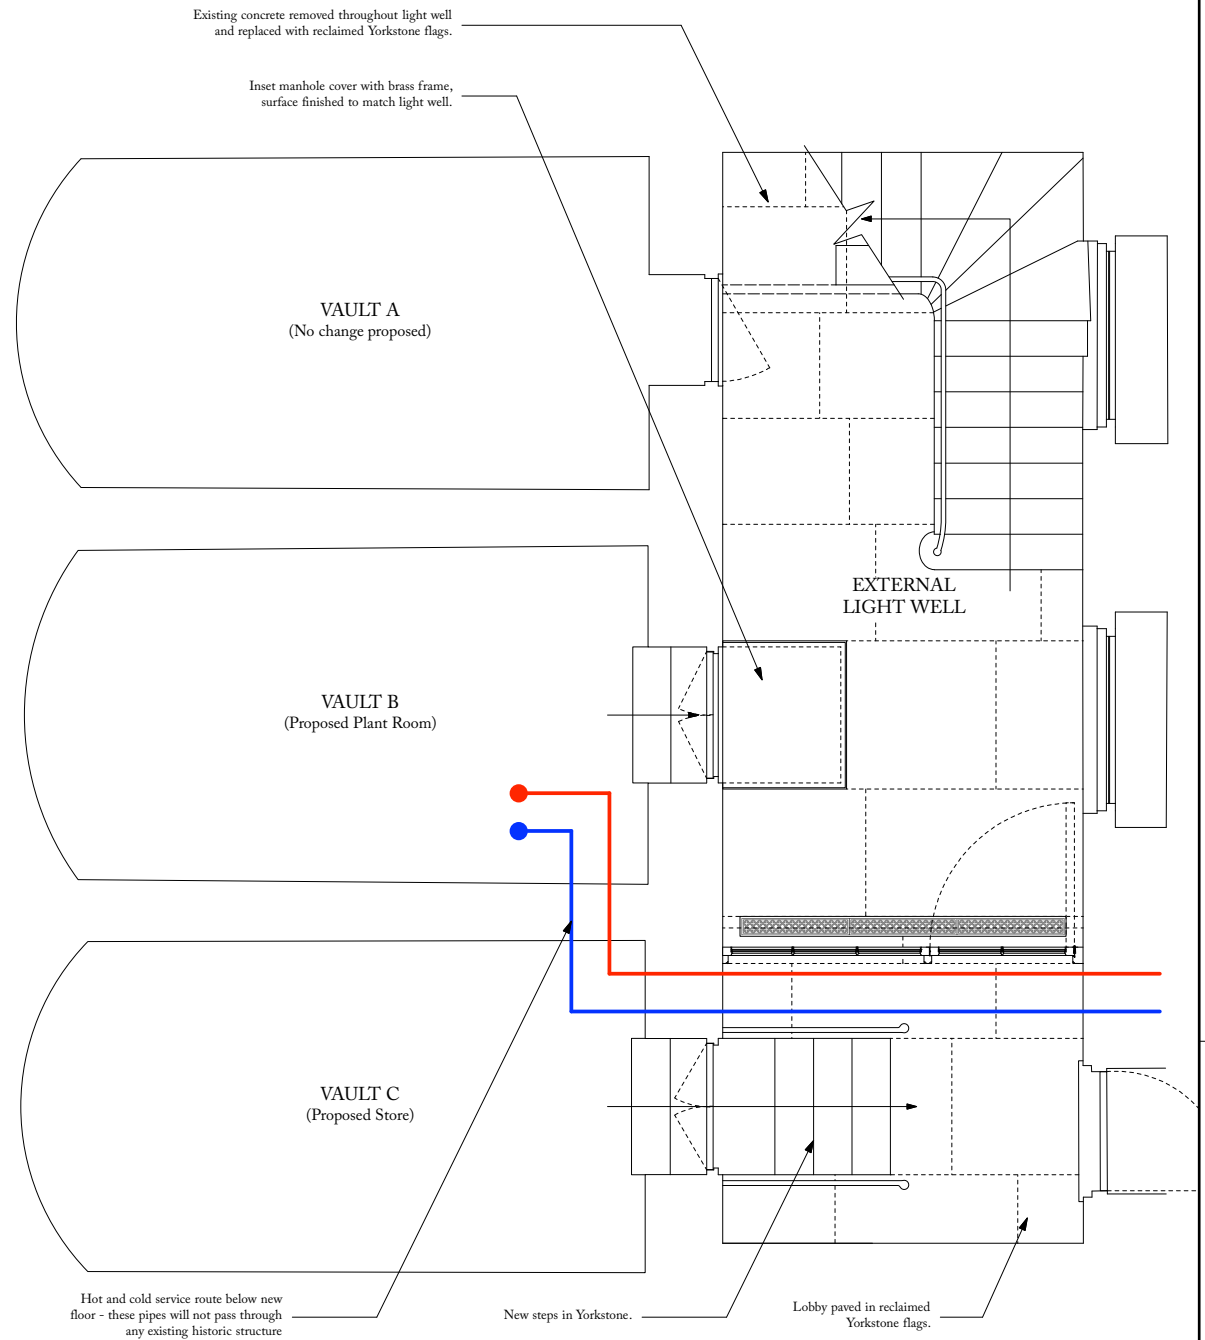 Existing concrete removed throughout light well
and replaced with reclaimed Yorkstone flags.
Inset manhole cover with brass frame,
surface finished to match light well.
VAULT A
(No change proposed)
EXTERNAL
LIGHT WELL
VAULT B
(Proposed Plant Room)
VAULT C
(Proposed Store)
Hot and cold service route below new
floor - these pipes will not pass through
any existing historic structure
New steps in Yorkstone.
Lobby paved in reclaimed
Yorkstone flags.